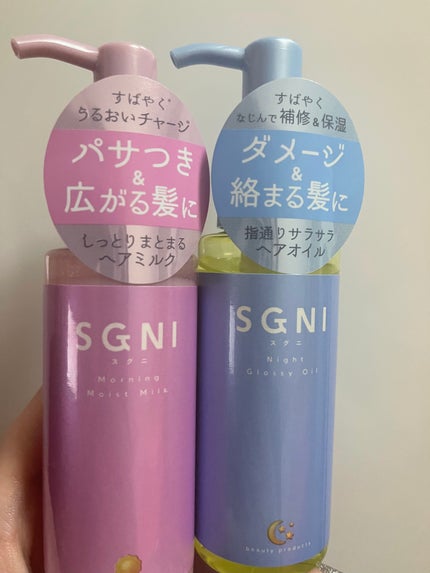 すばやく*
うるおいチャージ
パサつき
&
広がる髪に
しっとりまとまる
ヘアミルク
SGNI
スグニ
Morning
Moist Milk
すばやく
なじんで補修&保湿
ダメージ
&
絡まる髪に
指通りサラサラ
ヘアオイル
SGNI
スグニ
Night
Glossy Oil
beauty products